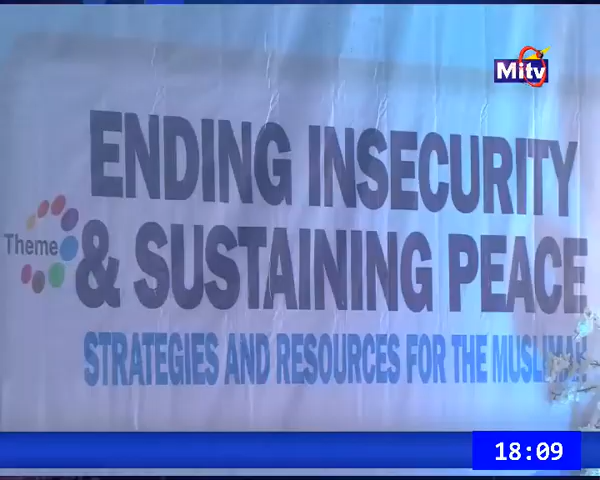 Mitv
ENDING INSECURITY
Theme
& SUSTAINING PEACE
STRATEGIES AND RESOURCES FOR THE
18:09